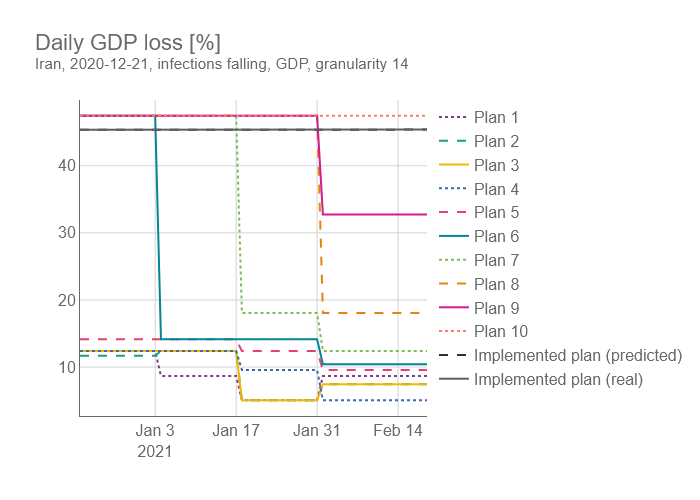 Daily GDP loss [%]
Iran, 2020-12-21, infections falling, GDP, granularity 14
40
30
20
10
Jan 3
2021
Jan 17
Jan 31
Feb 14
Plan 1
Plan 2
Plan 3
Plan 4
Plan 5
Plan 6
Plan 7
Plan 8
Plan 9
Plan 10
Implemented plan (predicted)
Implemented plan (real)